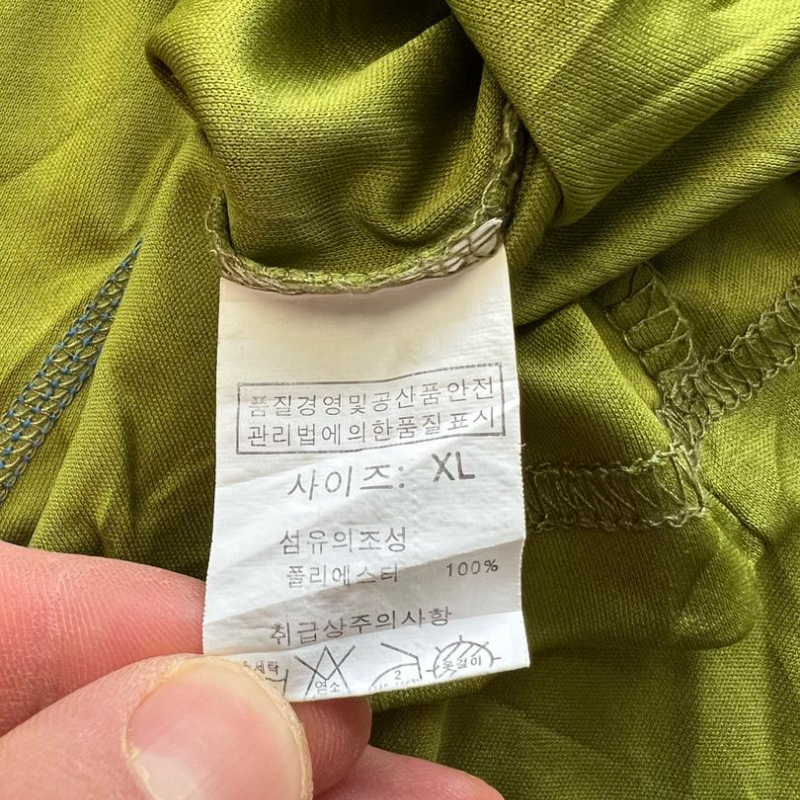 품질경영및공산품안전
관리법에의한품질표시
사이즈: XL
섬유의조성
폴리에스터 100%
취급상주의사항
염소 2 옷걸이